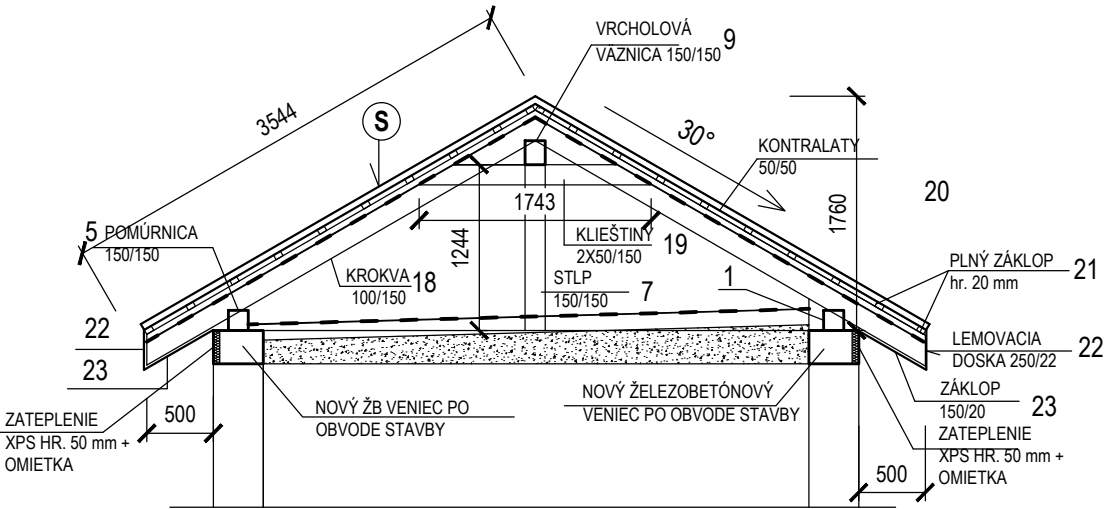 VRCHOLOVÁ
VÄZNICA 150/150 9
3544
S
30°
KONTRALATY
50/50
1760
20
1743
KLIEŠTINY 19
2X50/150
1244
5 POMÚRNICA
150/150
KROKVA 18
100/150
STLP
150/150 7
1
PLNÝ ZÁKLOP 21
hr. 20 mm
22
23
LEMOVACIA 22
DOSKA 250/22
ZÁKLOP
150/20 23
500
ZATEPLENIE
XPS HR. 50 mm +
OMIETKA
NOVÝ ŽB VENIEC PO
OBVODE STAVBY
NOVÝ ŽELEZOBETÓNOVÝ
VENIEC PO OBVODE STAVBY
ZATEPLENIE
XPS HR. 50 mm +
OMIETKA
500